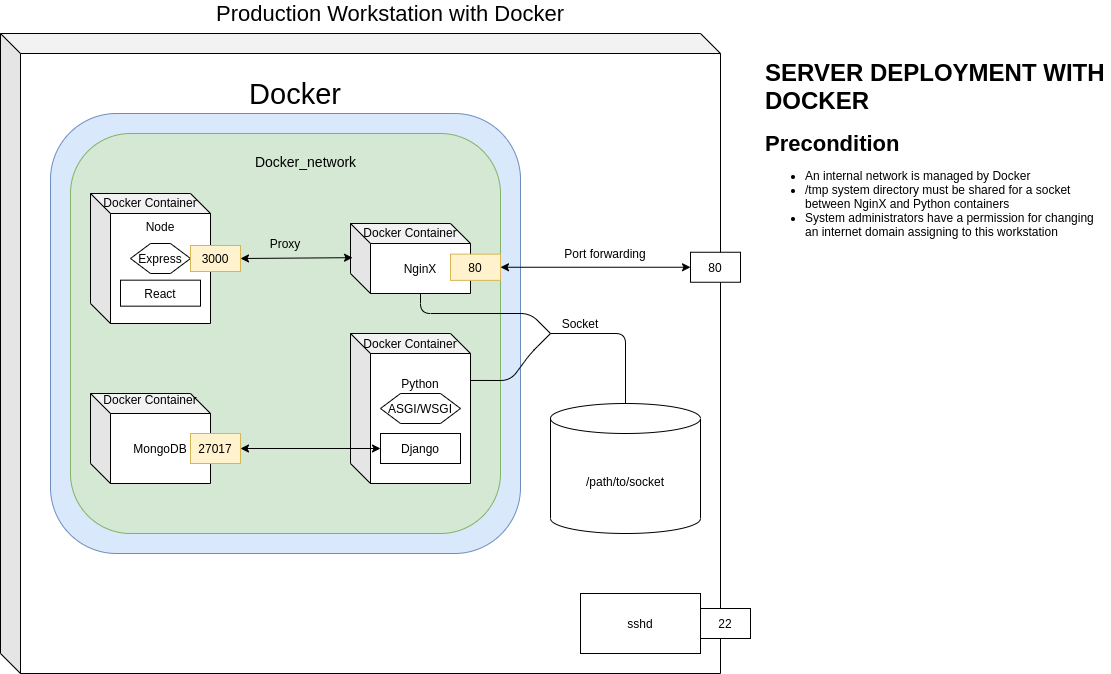 Production Workstation with Docker
SERVER DEPLOYMENT WITH
DOCKER
Precondition
An internal network is managed by Docker
/tmp system directory must be shared for a socket
between NginX and Python containers
System administrators have a permission for changing
an internet domain assigning to this workstation
Docker
Docker_network
Docker Container
Node
Express
3000
React
Proxy
Docker Container
NginX
80
Port forwarding
80
Socket
Docker Container
Python
ASGI/WSGI
Django
Docker Container
MongoDB
27017
/path/to/socket
sshd
22